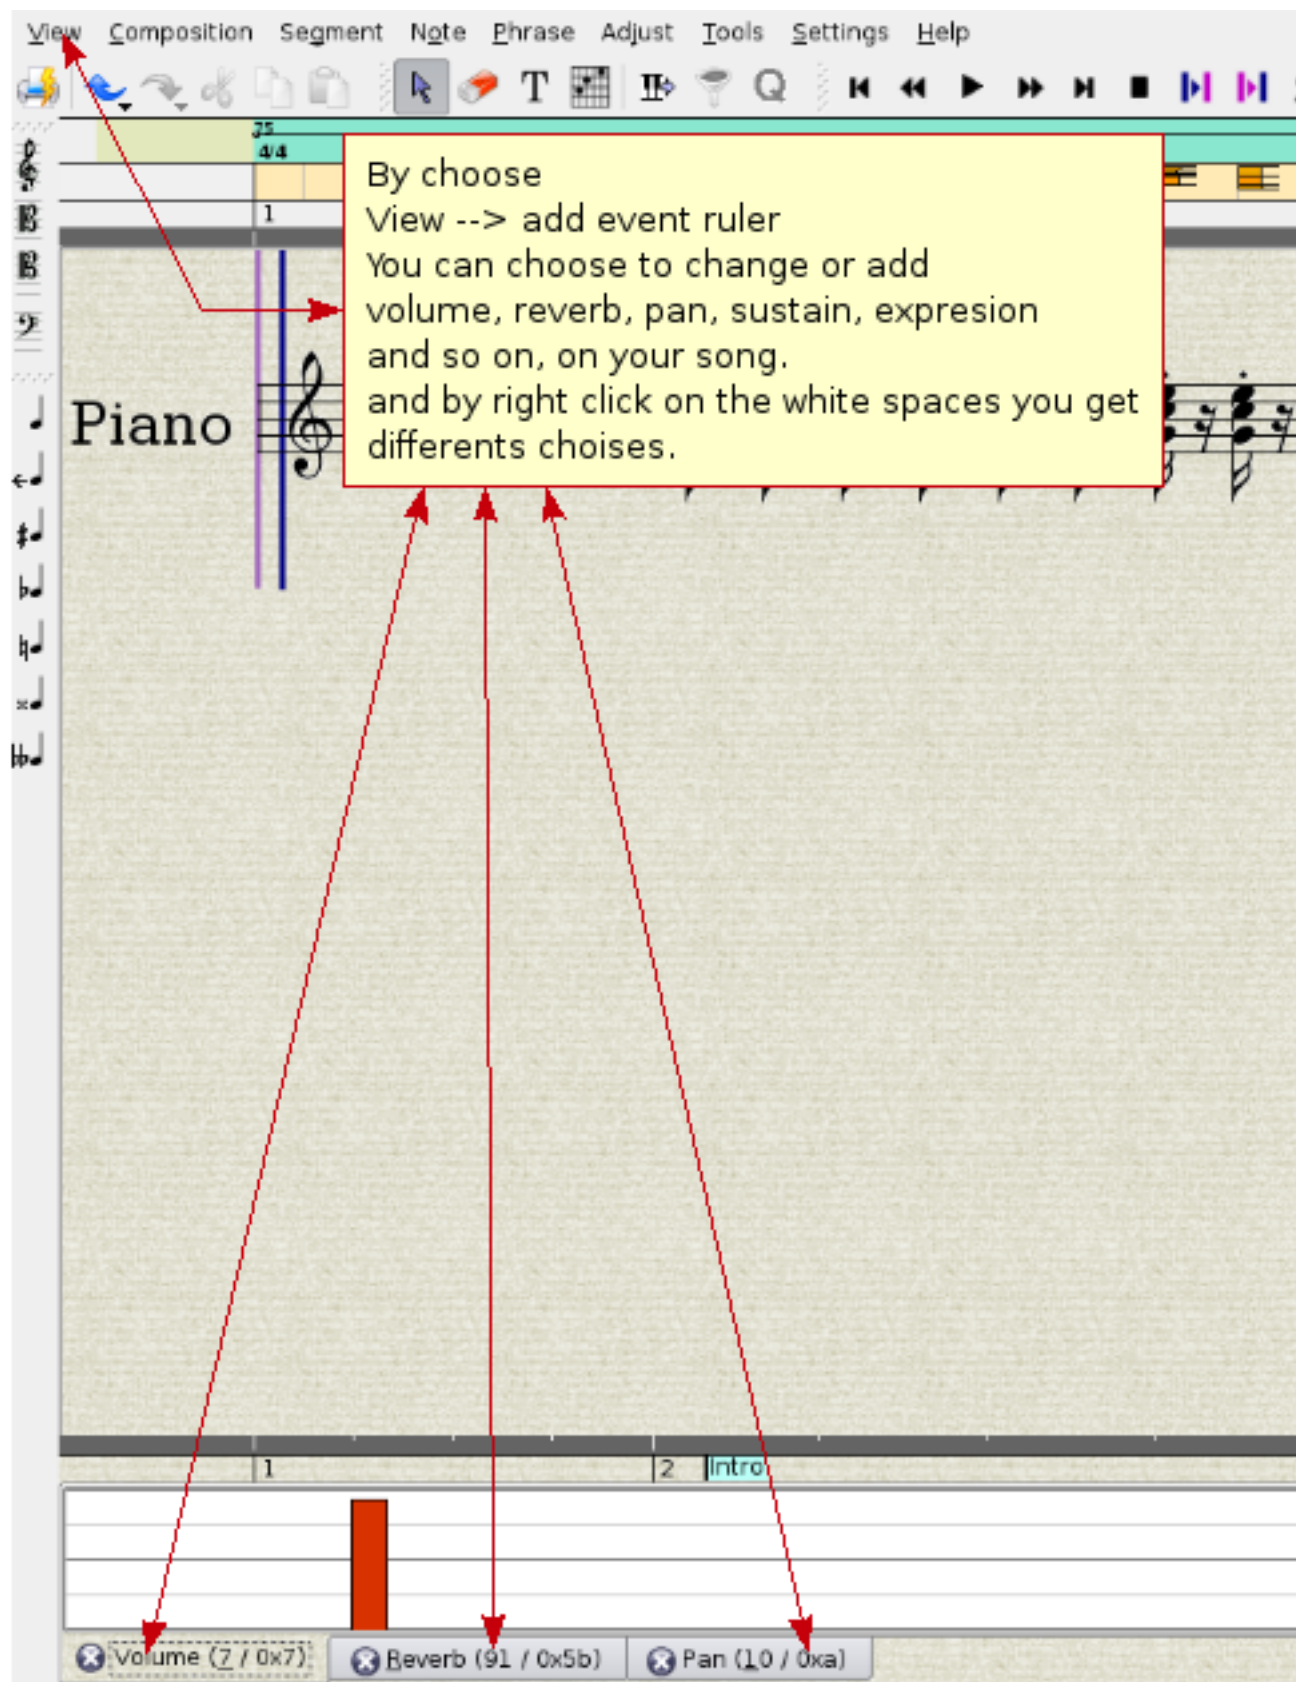 View Composition Segment Note Phrase Adjust Tools Settings Help
T Q
75
4/4
1
By choose
View --> add event ruler
You can choose to change or add
volume, reverb, pan, sustain, expresion
and so on, on your song.
and by right click on the white spaces you get
differents choises.
Piano
1 2 Intro
Volume (7 / 0x7) Reverb (91 / 0x5b) Pan (10 / 0xa)